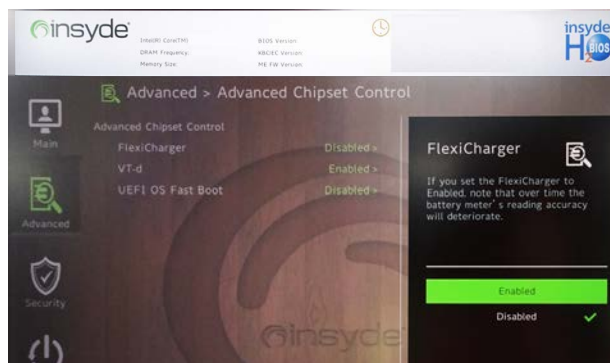 insyde
Intel(R) Core(TM)
DRAM Frequency:
Memory Size:
BIOS Version
KBC/EC Version:
ME FW Version:
insyde
H2O BIOS
Advanced > Advanced Chipset Control
Main
Advanced
Security
Advanced Chipset Control
FlexiCharger Disabled >
VT-d Enabled >
UEFI OS Fast Boot Disabled >
insyde
FlexiCharger
If you set the FlexiCharger to
Enabled, note that over time the
battery meter's reading accuracy
will deteriorate.
Enabled
Disabled